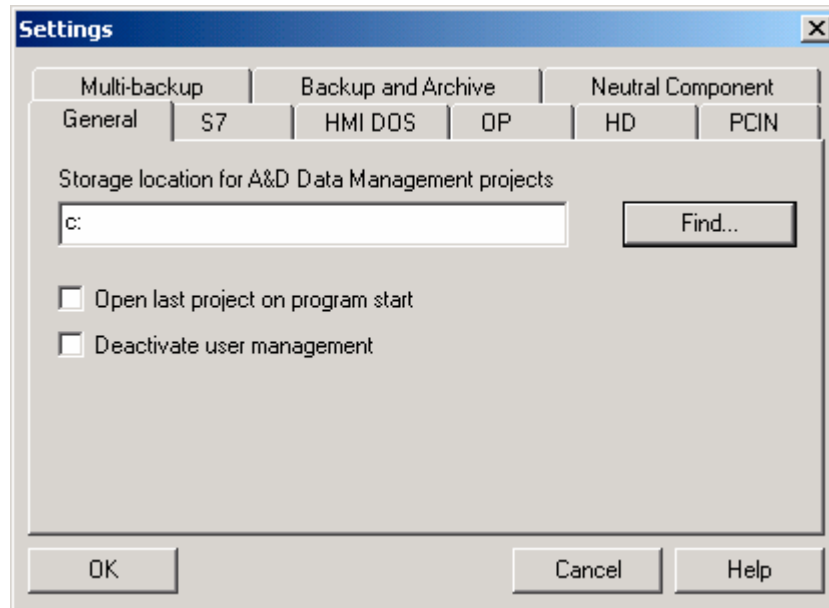 Settings
Multi-backup Backup and Archive Neutral Component
General S7 HMI DOS OP HD PCIN
Storage location for A&D Data Management projects
c: Find...
Open last project on program start
Deactivate user management
OK Cancel Help